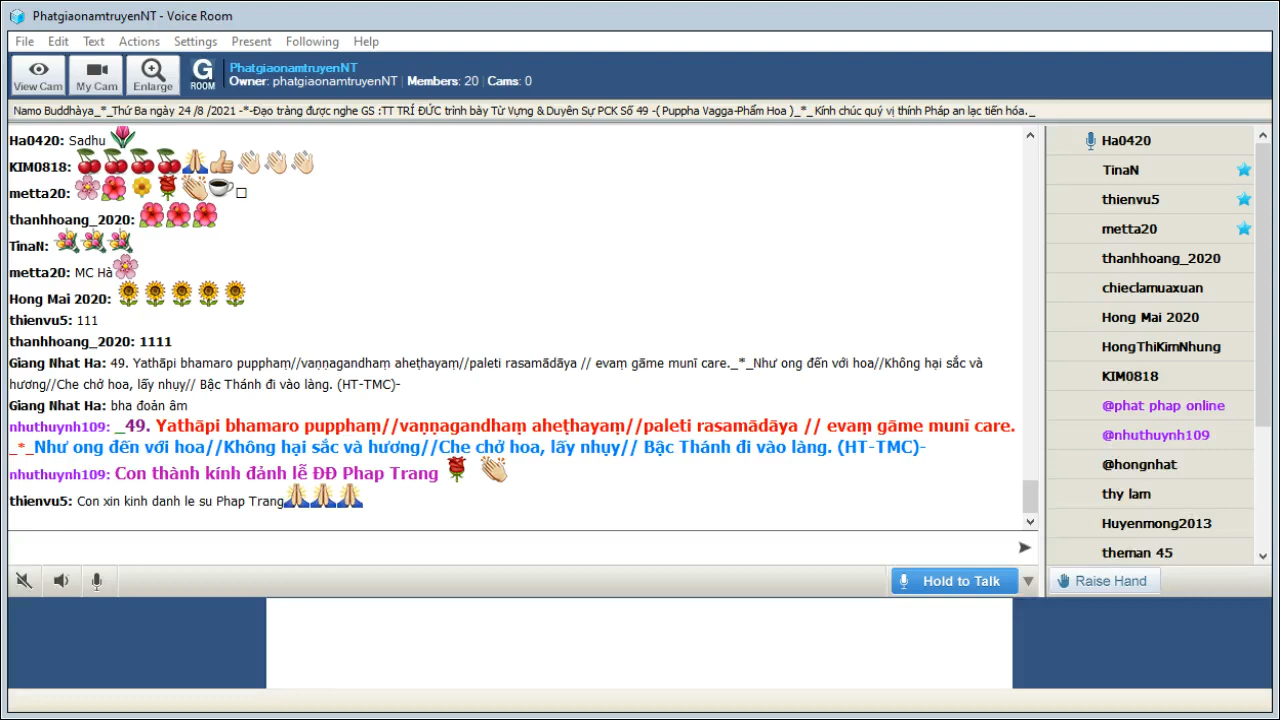 PhatgiaonamtruyenNT - Voice Room
File Edit Text Actions Settings Present Following Help
View Cam My Cam Enlarge G ROOM
PhatgiaonamtruyenNT
Owner: phatgiaonamtruyenNT Members: 20 Cams: 0
Namo Buddhàya_*_Thứ Ba ngày 24 /8 /2021 -*-Đạo tràng được nghe GS :TT TRÍ ĐỨC trình bày Từ Vựng & Duyên Sự PCK Số 49 -( Puppha Vagga-Phẩm Hoa )_*_Kính chúc quý vị thính Pháp an lạc tiến hóa._
Ha0420: Sadhu
KIM0818:
metta20:
thanhhoang_2020:
TinaN:
metta20: MC Hà
Hong Mai 2020:
thienvu5: 111
thanhhoang_2020: 1111
Giang Nhat Ha: 49. Yathāpi bhamaro pupphaṃ//vaṇṇagandhaṃ aheṭhayaṃ//paleti rasamādāya // evaṃ gāme munī care._*_Như ong đến với hoa//Không hại sắc và
hương//Che chở hoa, lấy nhụy// Bậc Thánh đi vào làng. (HT-TMC)-
Giang Nhat Ha: bha đoản âm
nhuthuynh109: _49. Yathāpi bhamaro pupphaṃ//vaṇṇagandhaṃ aheṭhayaṃ//paleti rasamādāya // evaṃ gāme munī care.
_*_Như ong đến với hoa//Không hại sắc và hương//Che chở hoa, lấy nhụy// Bậc Thánh đi vào làng. (HT-TMC)-
nhuthuynh109: Con thành kính đảnh lễ ĐĐ Phap Trang
thienvu5: Con xin kinh danh le su Phap Trang
Hold to Talk
Ha0420
TinaN
thienvu5
metta20
thanhhoang_2020
chieclamuaxuan
Hong Mai 2020
HongThiKimNhung
KIM0818
@phat phap online
@nhuthuynh109
@hongnhat
thy lam
Huyenmong2013
theman 45
Raise Hand